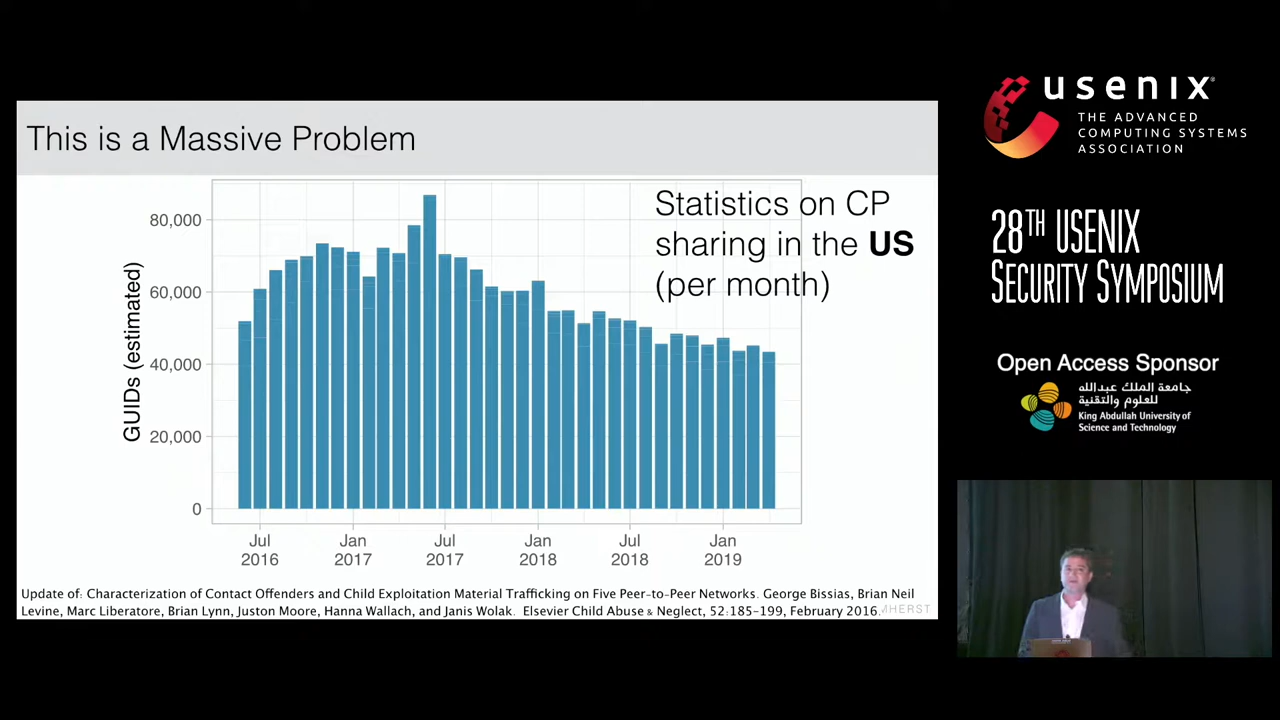 This is a Massive Problem
Statistics on CP
sharing in the US
(per month)
GUIDs (estimated)
80,000
60,000
40,000
20,000
0
Jul
2016
Jan
2017
Jul
2017
Jan
2018
Jul
2018
Jan
2019
Update of: Characterization of Contact Offenders and Child Exploitation Material Trafficking on Five Peer-to-Peer Networks. George Bissias, Brian Neil
Levine, Marc Liberatore, Brian Lynn, Juston Moore, Hanna Wallach, and Janis Wolak. Elsevier Child Abuse & Neglect, 52:185-199, February 2016.
MHERST
usenix
THE ADVANCED
COMPUTING SYSTEMS
ASSOCIATION
28TH USENIX
SECURITY SYMPOSIUM
Open Access Sponsor
جامعة الملك عبدالله
للعلوم والتقنية
King Abdullah University of
Science and Technology